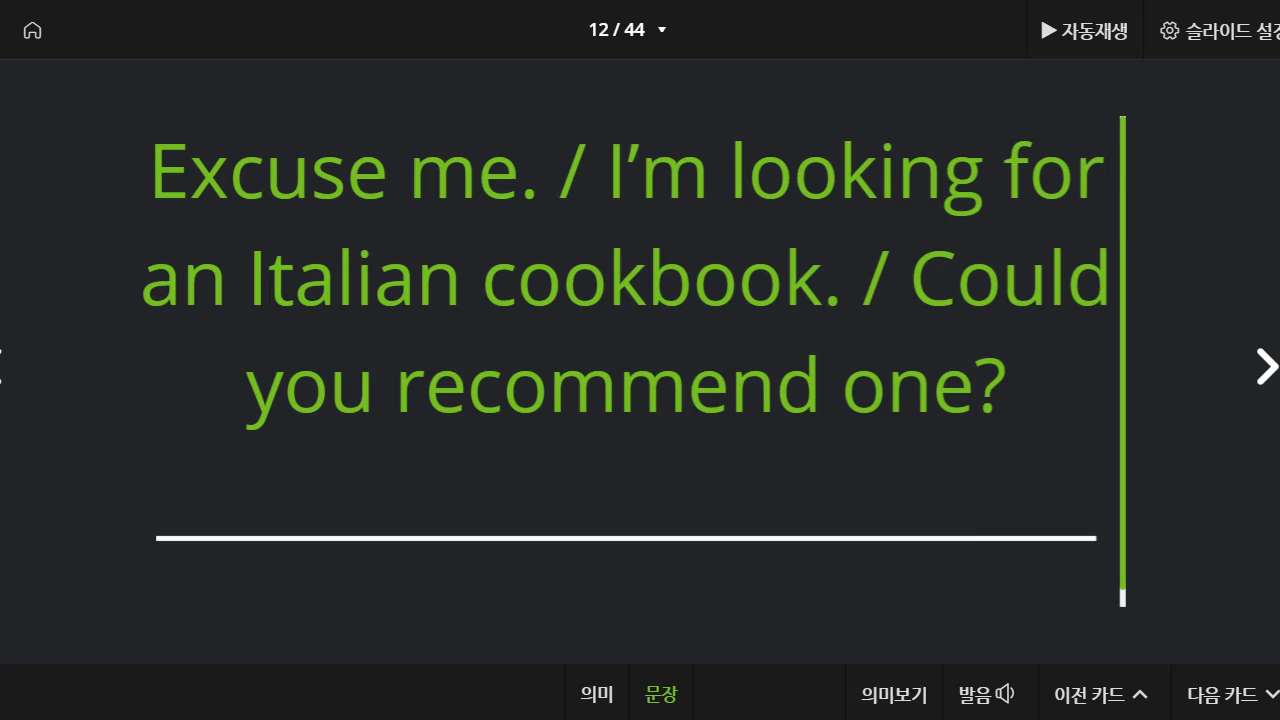 12 / 44
자동재생
슬라이드 설정
Excuse me. / I’m looking for
an Italian cookbook. / Could
you recommend one?
의미
문장
의미보기
발음
이전 카드
다음 카드